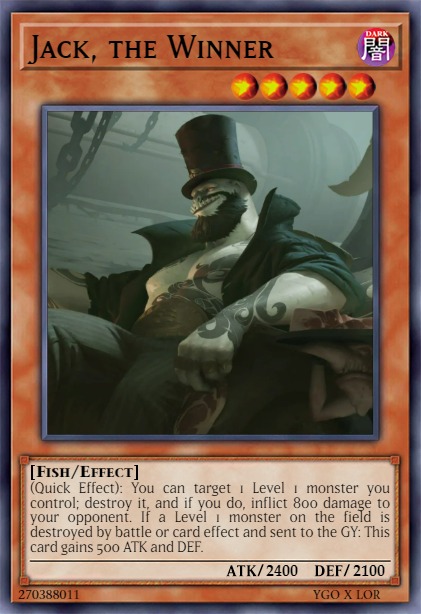 JACK, THE WINNER
DARK
闇
[FISH/EFFECT]
(Quick Effect): You can target 1 Level 1 monster you
control; destroy it, and if you do, inflict 800 damage to
your opponent. If a Level 1 monster on the field is
destroyed by battle or card effect and sent to the GY: This
card gains 500 ATK and DEF.
ATK/2400 DEF/2100
270388011 YGO X LOR